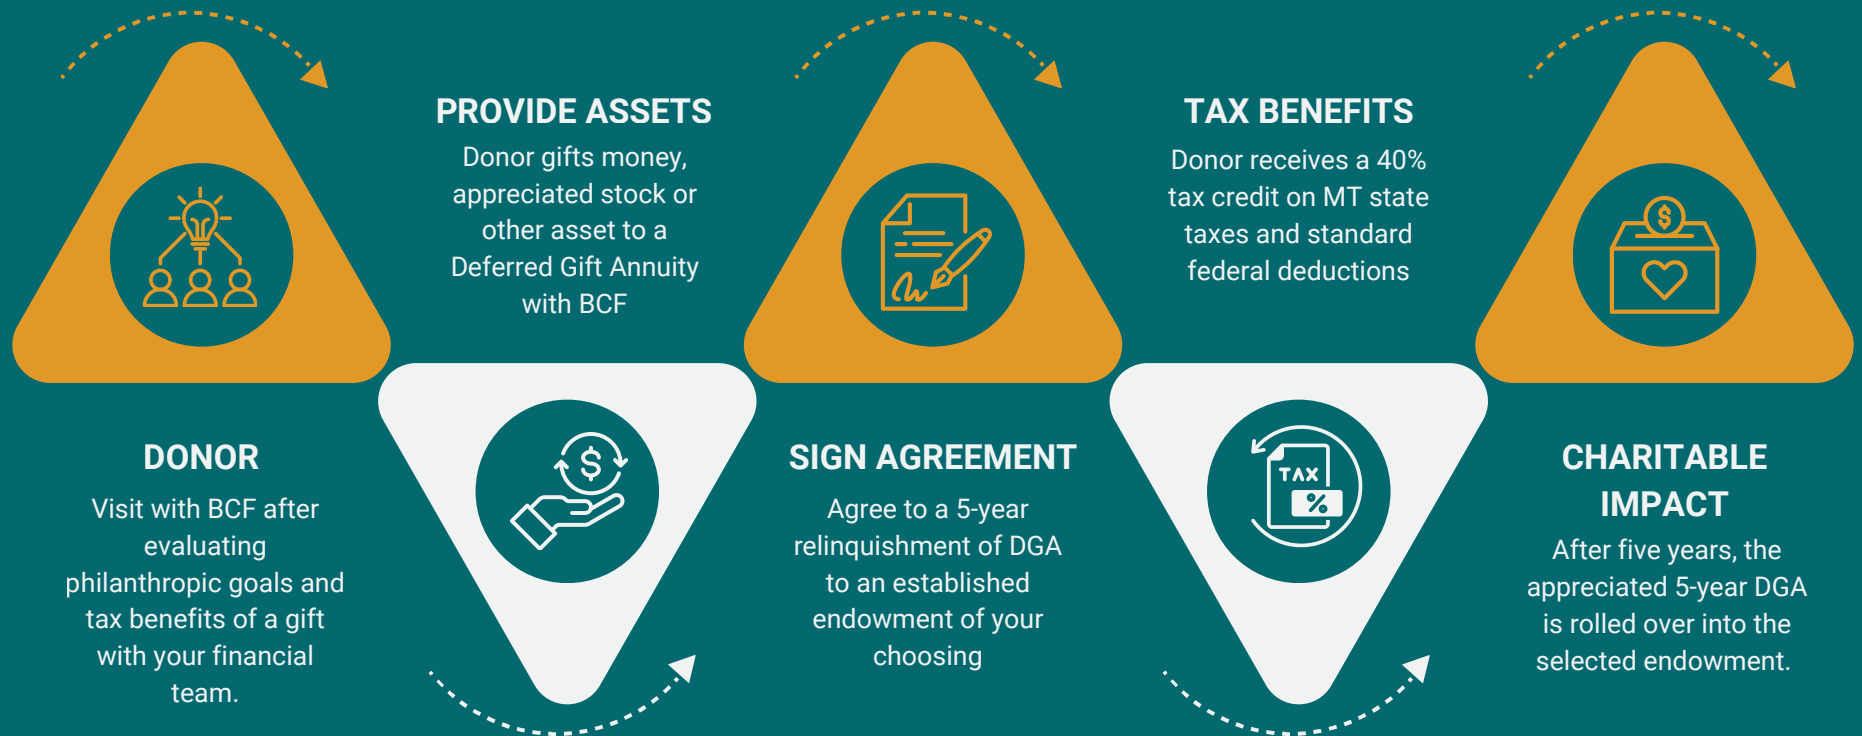 DONOR
Visit with BCF after
evaluating
philanthropic goals and
tax benefits of a gift
with your financial
team.
PROVIDE ASSETS
Donor gifts money,
appreciated stock or
other asset to a
Deferred Gift Annuity
with BCF
$
SIGN AGREEMENT
Agree to a 5-year
relinquishment of DGA
to an established
endowment of your
choosing
TAX BENEFITS
Donor receives a 40%
tax credit on MT state
taxes and standard
federal deductions
TAX
%
$
CHARITABLE
IMPACT
After five years, the
appreciated 5-year DGA
is rolled over into the
selected endowment.